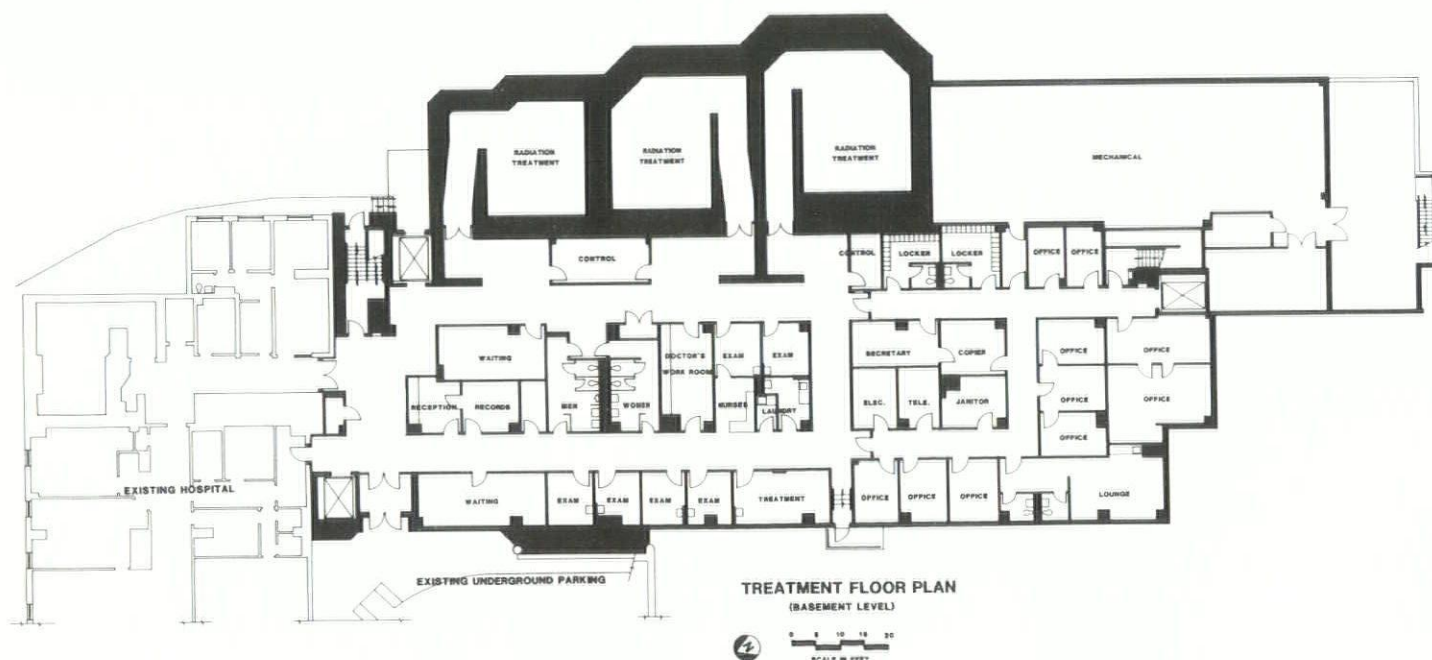 RADIATION
TREATMENT
RADIATION
TREATMENT
RADIATION
TREATMENT
MECHANICAL
CONTROL
CONTROL
LOCKER
LOCKER
OFFICE
OFFICE
WAITING
DOCTOR'S
WORK ROOM
EXAM
EXAM
SECRETARY
COPIER
OFFICE
OFFICE
RECEPTION
RECORDS
MEN
WOMEN
NURSES
LAUNDRY
ELEC.
TELE.
JANITOR
OFFICE
OFFICE
OFFICE
EXISTING HOSPITAL
WAITING
EXAM
EXAM
EXAM
EXAM
TREATMENT
OFFICE
OFFICE
OFFICE
LOUNGE
EXISTING UNDERGROUND PARKING
TREATMENT FLOOR PLAN
(BASEMENT LEVEL)
0 5 10 15 20
SCALE IN FEET